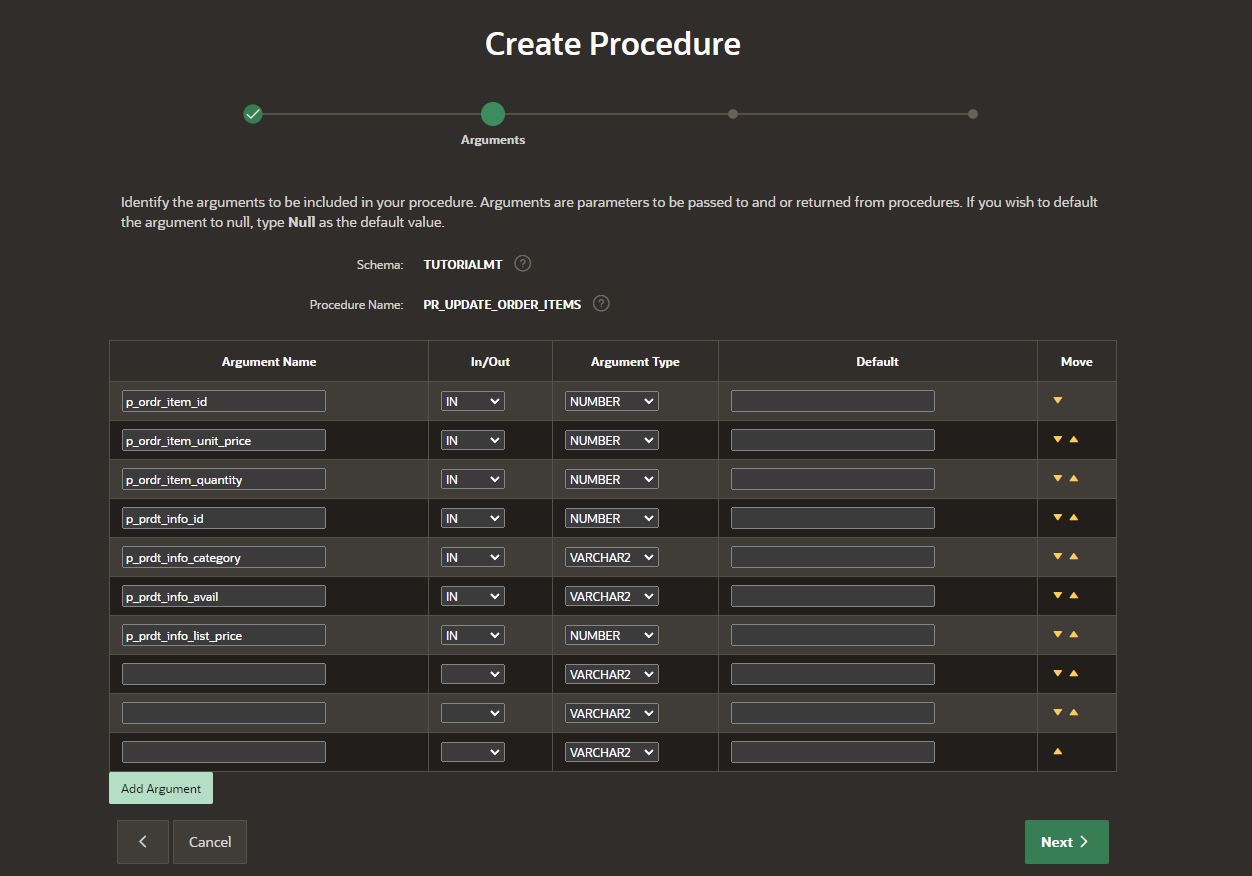 Create Procedure
Arguments
Identify the arguments to be included in your procedure. Arguments are parameters to be passed to and or returned from procedures. If you wish to default
the argument to null, type Null as the default value.
Schema: TUTORIALMT ?
Procedure Name: PR_UPDATE_ORDER_ITEMS ?
Argument Name In/Out Argument Type Default Move
p_ordr_item_id IN NUMBER
p_ordr_item_unit_price IN NUMBER
p_ordr_item_quantity IN NUMBER
p_prdt_info_id IN NUMBER
p_prdt_info_category IN VARCHAR2
p_prdt_info_avail IN VARCHAR2
p_prdt_info_list_price IN NUMBER
VARCHAR2
VARCHAR2
VARCHAR2
Add Argument
Cancel Next